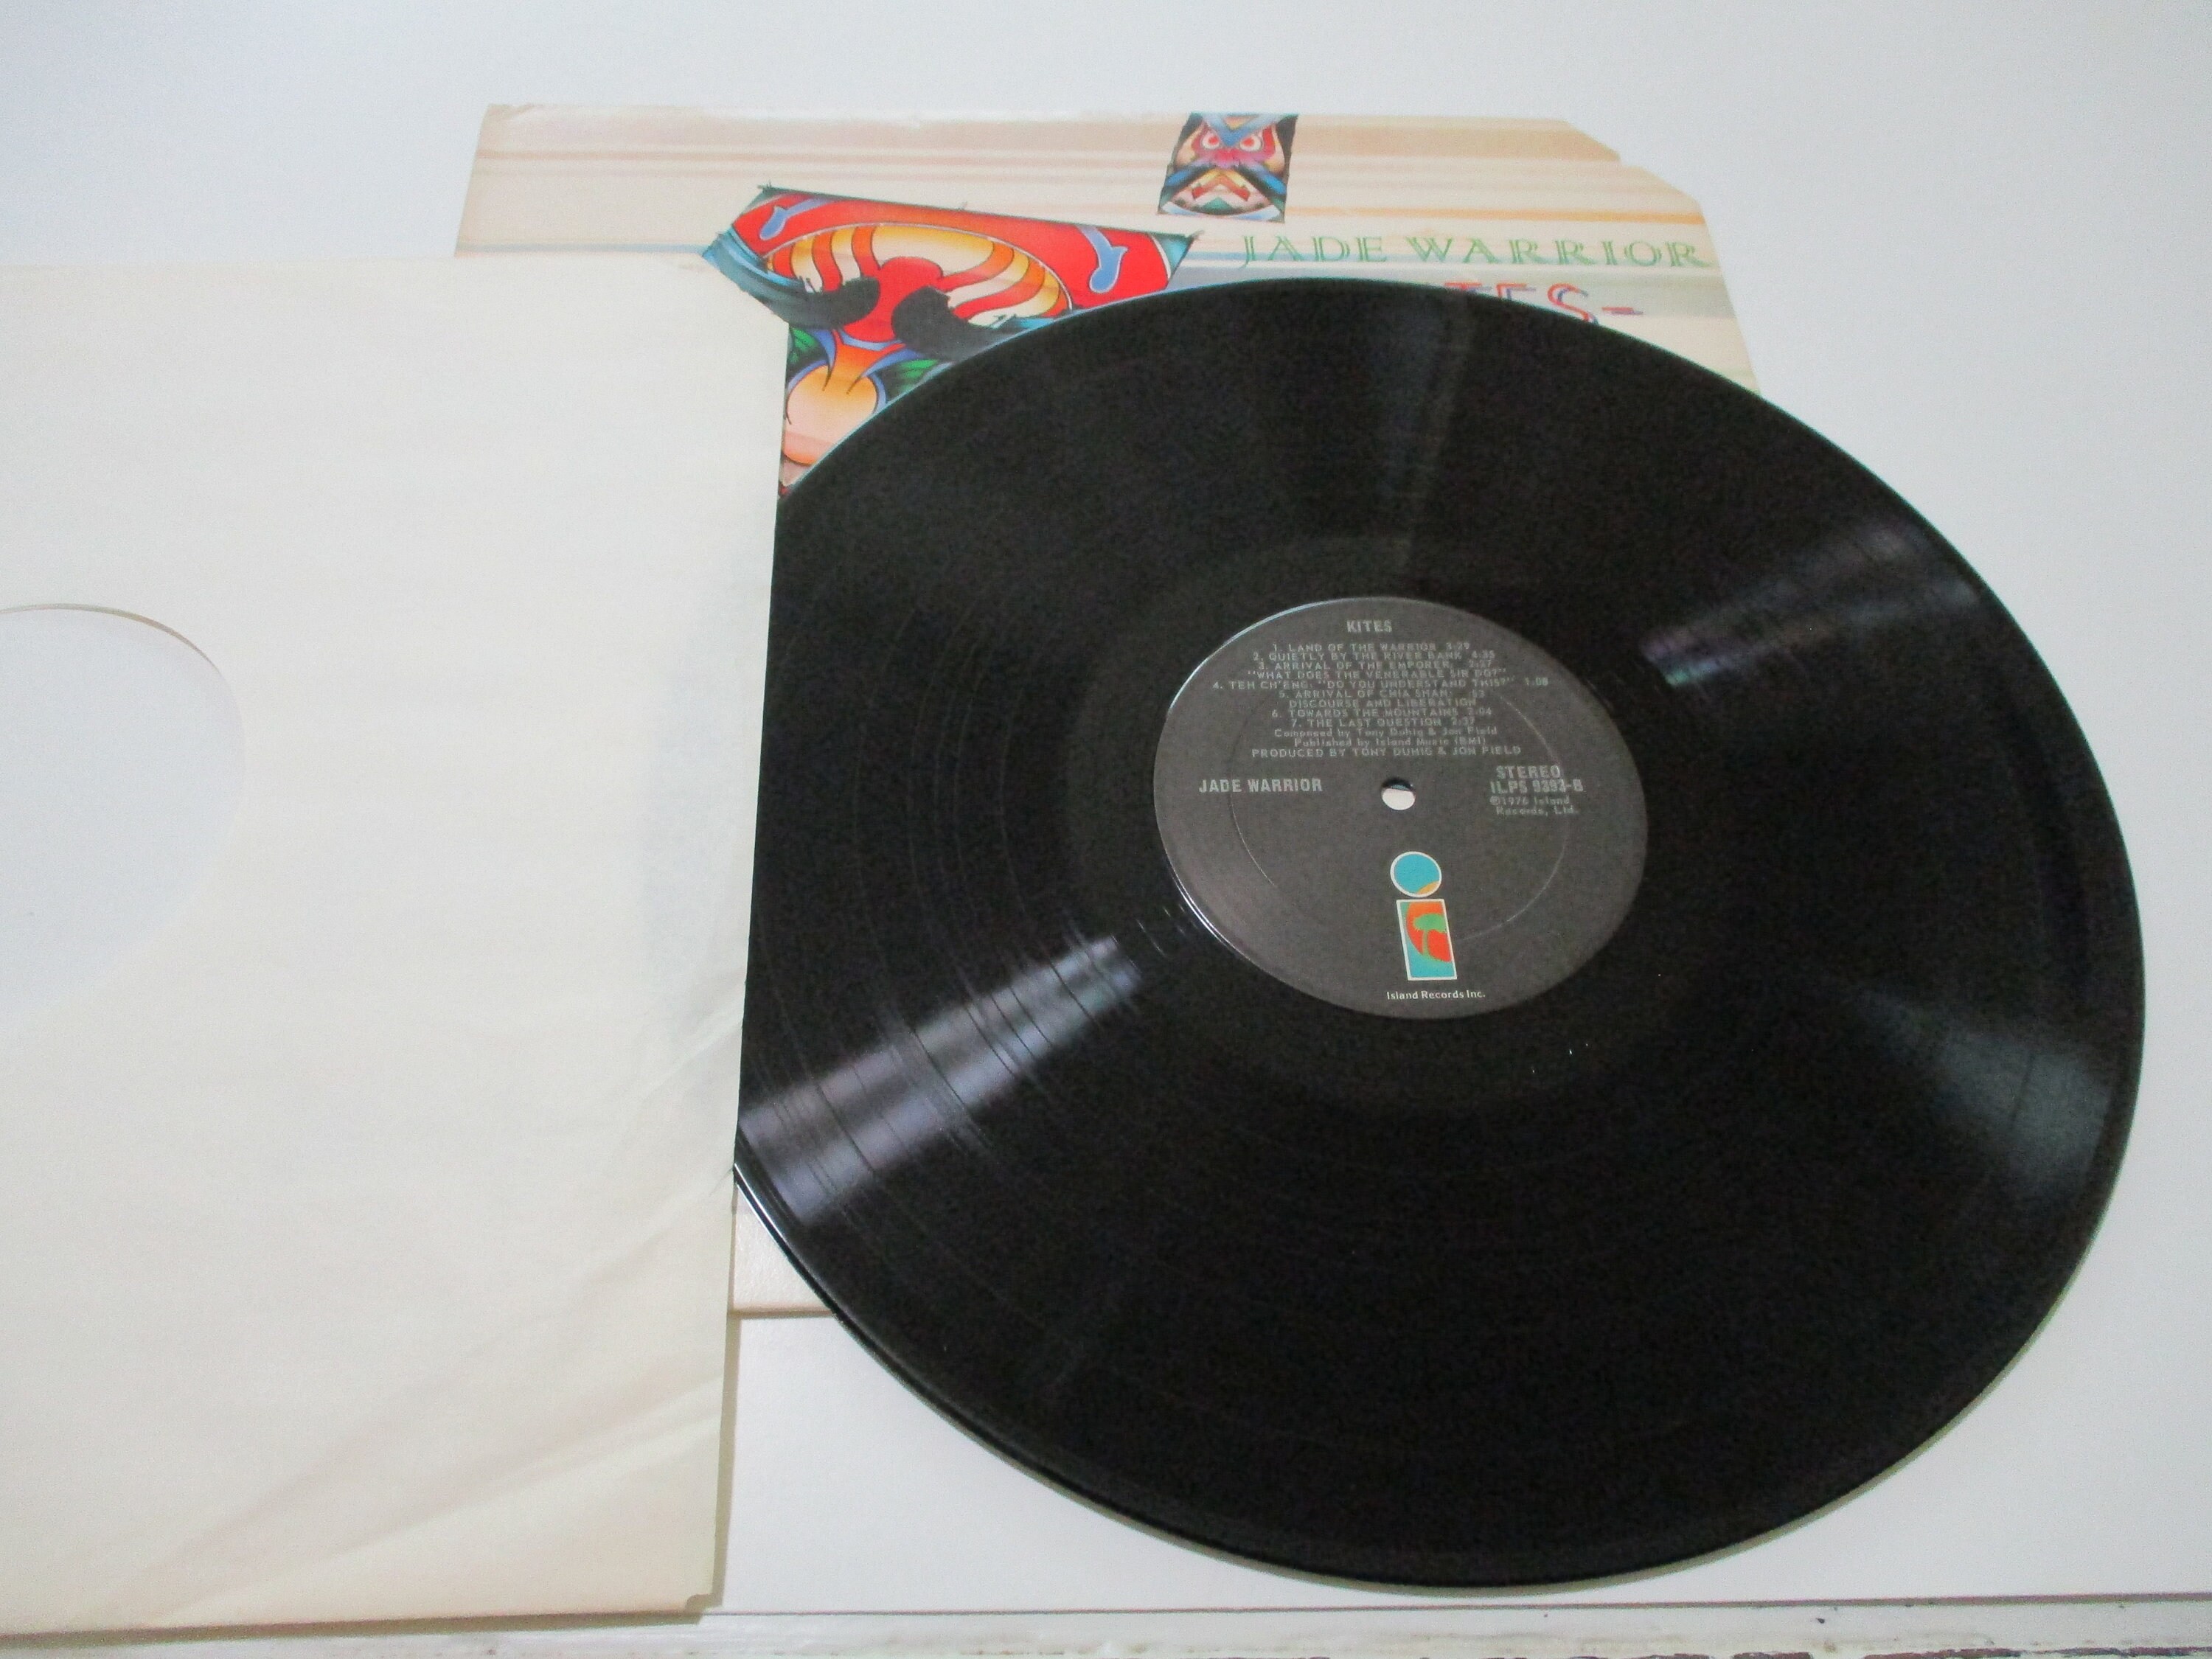 JADE WARRIOR
TES-
KITES
1. LAND OF THE WARRIOR 3:29
2. QUIETLY BY THE RIVER BANK 4:35
3. ARRIVAL OF THE EMPORER: 2:27
"WHAT DOES THE VENERABLE SIR DO?"
4. TEH CH'ENG: "DO YOU UNDERSTAND THIS?" 1.08
5. ARRIVAL OF CHIA SHAN: :53
DISCOURSE AND LIBERATION
6. TOWARDS THE MOUNTAINS 2:04
7. THE LAST QUESTION 2:37
Composed by Tony Duhig & Jon Field
Published by Island Music (BMI)
PRODUCED BY TONY DUHIG & JON FIELD
JADE WARRIOR
STEREO
ILPS 9393-B
©1976 Island
Records, Ltd.
Island Records Inc.